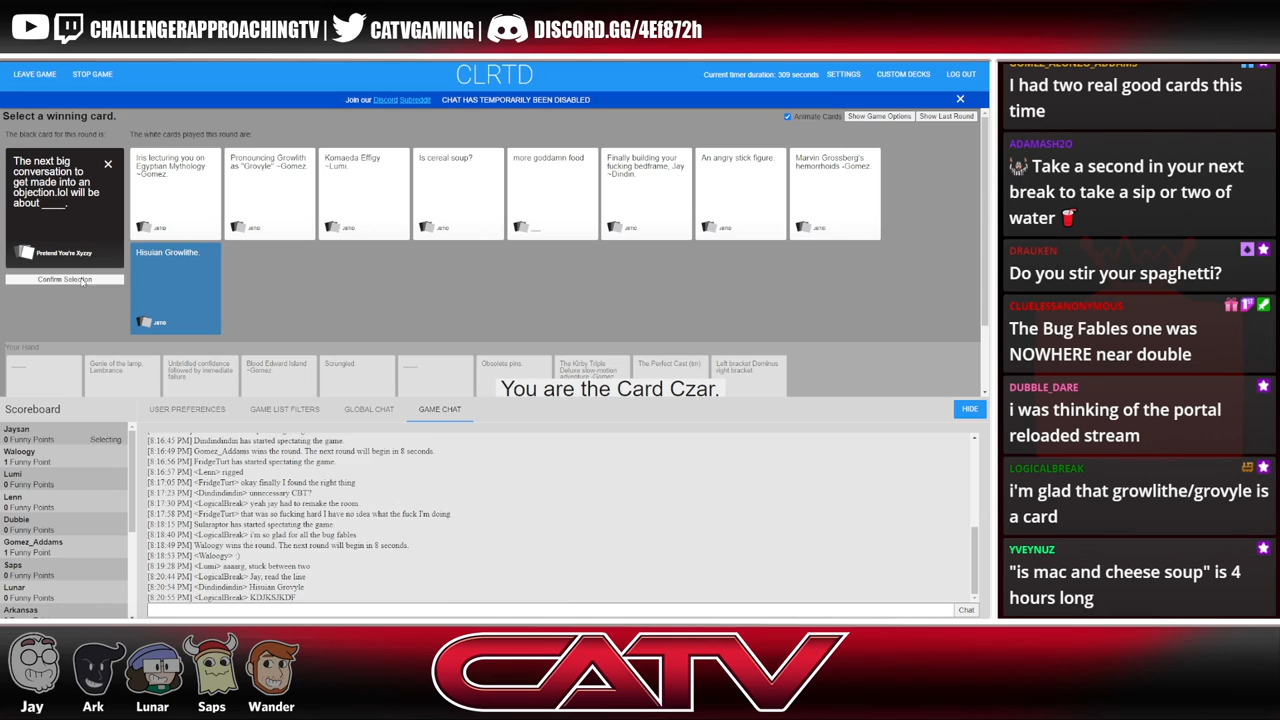 CHALLENGERAPPROACHINGTV | CATVGAMING | DISCORD.GG/4Ef872h
LEAVE GAME STOP GAME CLRTD Current timer duration: 309 seconds SETTINGS CUSTOM DECKS LOG OUT
Join our Discord Subreddit CHAT HAS TEMPORARILY BEEN DISABLED
Select a winning card.
Animate Cards Show Game Options Show Last Round
The black card for this round is:
The white cards played this round are:
The next big
conversation to
get made into an
objection.lol will be
about ____.
Pretend You're Xyzzy
Confirm Selection
Iris lecturing you on
Egyptian Mythology
~Gomez.
Pronouncing Growlith
as "Grovyle" ~Gomez.
Komaeda Effigy
~Lumi.
Is cereal soup?
more goddamn food
Finally building your
fucking bedframe, Jay
~Dindin.
An angry stick figure.
Marvin Grossberg's
hemorrhoids -Gomez.
Hisuian Growlithe.
Your Hand
____
Genie of the lamp,
Lambrance.
Unbridled confidence
followed by immediate
failure.
Blood Edward Island
~Gomez.
Scrungled.
____
Obsolete pins.
The Kirby Triple
Deluxe slow-motion
adventure -Gomez
The Perfect Cast (tm)
Left bracket Dominus
right bracket.
You are the Card Czar.
Scoreboard
USER PREFERENCES GAME LIST FILTERS GLOBAL CHAT GAME CHAT HIDE
Jaysan
0 Funny Points Selecting
Waloogy
1 Funny Point
Lumi
0 Funny Points
Lenn
0 Funny Points
Dubbie
0 Funny Points
Gomez_Addams
1 Funny Point
Saps
0 Funny Points
Lunar
0 Funny Points
Arkansas
[8:16:45 PM] Dindindindin has started spectating the game.
[8:16:49 PM] Gomez_Addams wins the round. The next round will begin in 8 seconds.
[8:16:56 PM] FridgeTurt has started spectating the game.
[8:16:57 PM] <Lenn> rigged
[8:17:05 PM] <FridgeTurt> okay finally I found the right thing
[8:17:23 PM] <Dindindindin> unnecessary CBT?
[8:17:30 PM] <LogicalBreak> yeah jay had to remake the room.
[8:17:58 PM] <FridgeTurt> that was so fucking hard I have no idea what the fuck I'm doing
[8:18:15 PM] Sularaptor has started spectating the game.
[8:18:40 PM] <LogicalBreak> i'm so glad for all the bug fables
[8:18:49 PM] Waloogy wins the round. The next round will begin in 8 seconds.
[8:18:53 PM] <Waloogy> :)
[8:19:28 PM] <Lumi> aaaarg, stuck between two
[8:20:44 PM] <LogicalBreak> Jay, read the line
[8:20:54 PM] <Dindindindin> Hisuian Grovyle
[8:20:55 PM] <LogicalBreak> KDJKSJKDF
Chat
GOMEZ_ALONZO_ADDAMS
I had two real good cards this
time
ADAMASH2O
Take a second in your next
break to take a sip or two of
water
DRAUKEN
Do you stir your spaghetti?
CLUELESSANONYMOUS
The Bug Fables one was
NOWHERE near double
DUBBLE_DARE
i was thinking of the portal
reloaded stream
LOGICALBREAK
i'm glad that growlithe/grovyle is
a card
YVEYNUZ
"is mac and cheese soup" is 4
hours long
Jay Ark Lunar Saps Wander
CATV